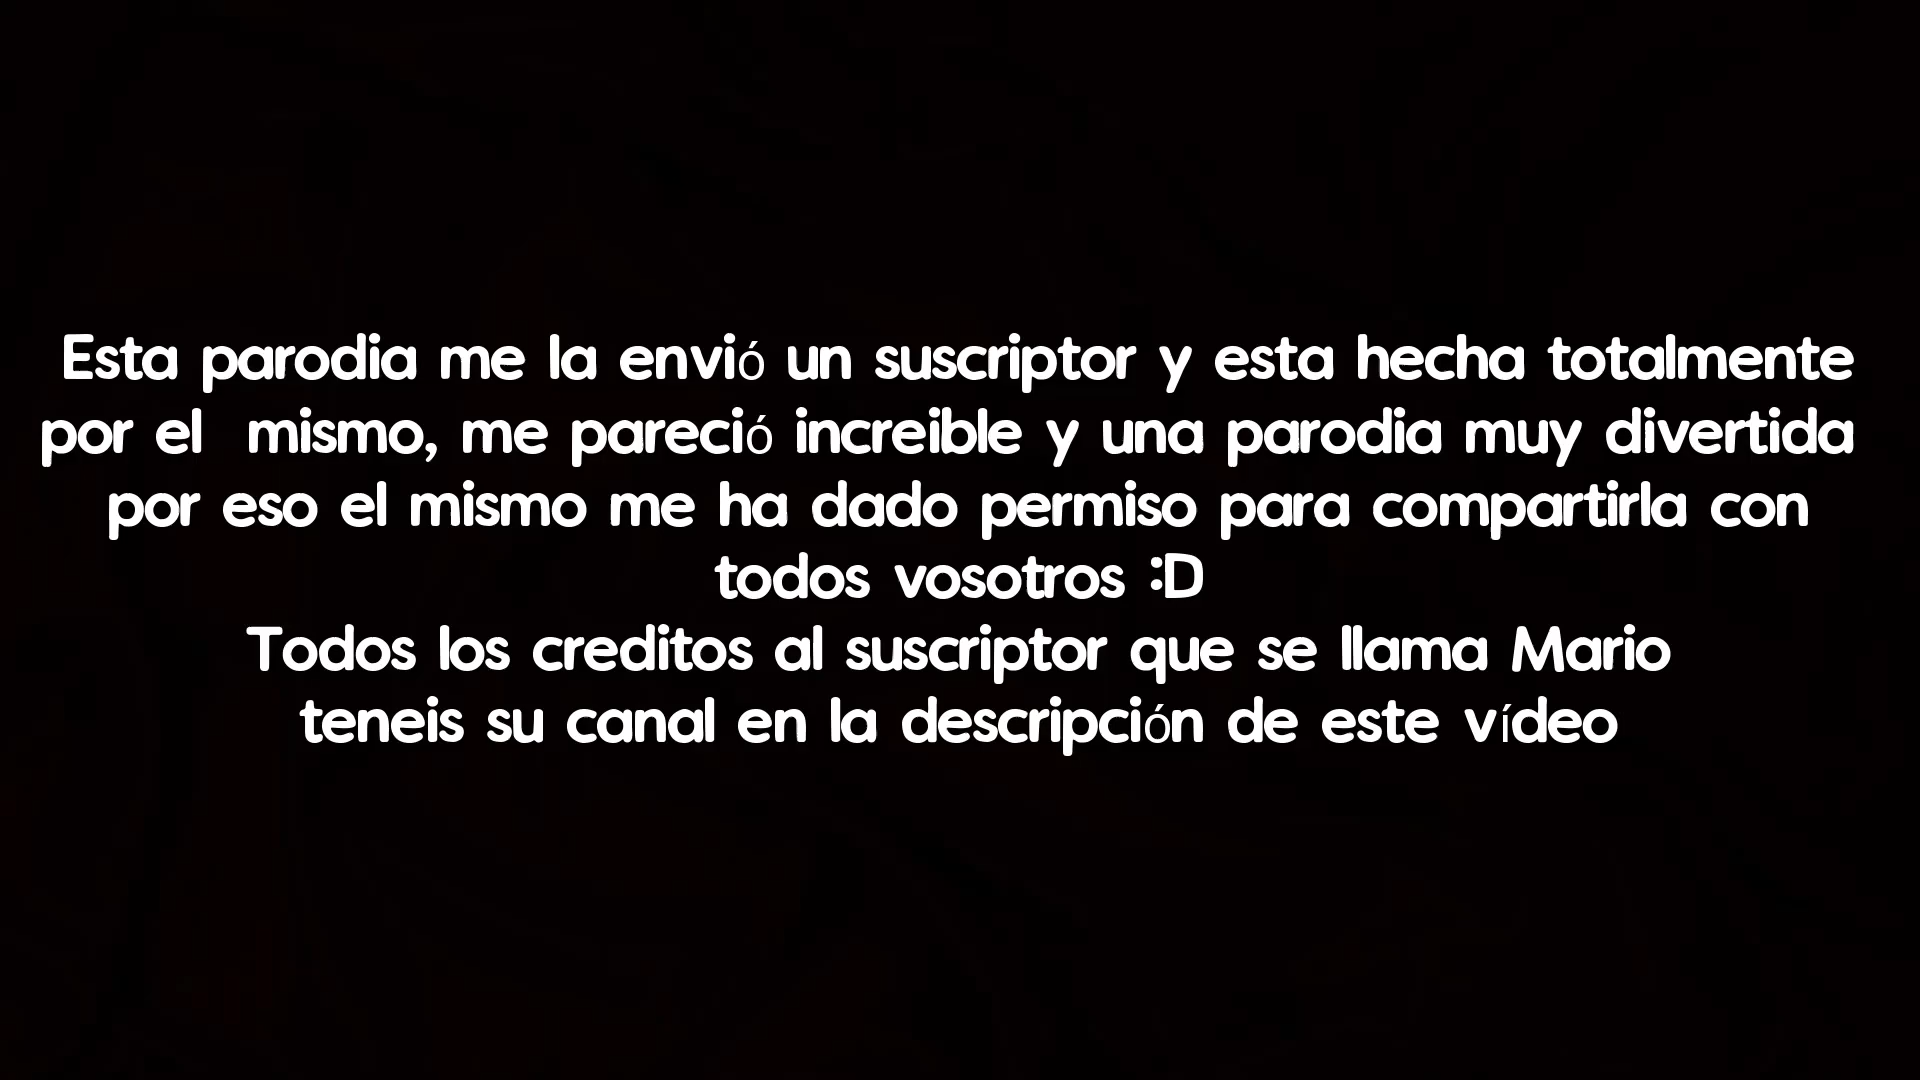 Esta parodia me la envió un suscriptor y esta hecha totalmente
por el mismo, me pareció increible y una parodia muy divertida
por eso el mismo me ha dado permiso para compartirla con
todos vosotros :D
Todos los creditos al suscriptor que se llama Mario
teneis su canal en la descripción de este vídeo